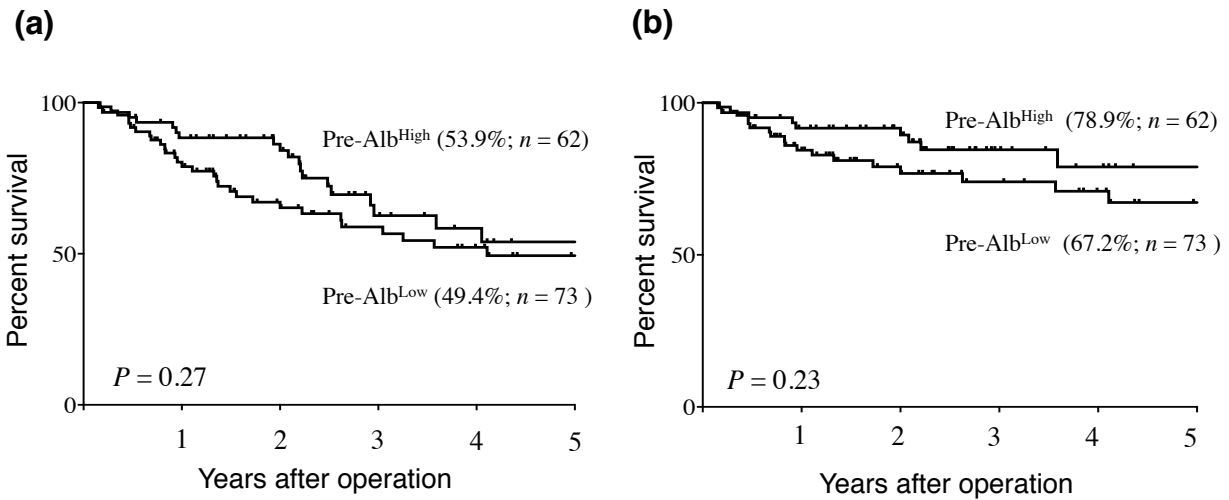 (a)
100
50
0
Percent survival
Pre-AlbHigh (53.9%; n = 62)
Pre-AlbLow (49.4%; n = 73 )
P = 0.27
1 2 3 4 5
Years after operation
(b)
100
50
0
Percent survival
Pre-AlbHigh (78.9%; n = 62)
Pre-AlbLow (67.2%; n = 73 )
P = 0.23
1 2 3 4 5
Years after operation